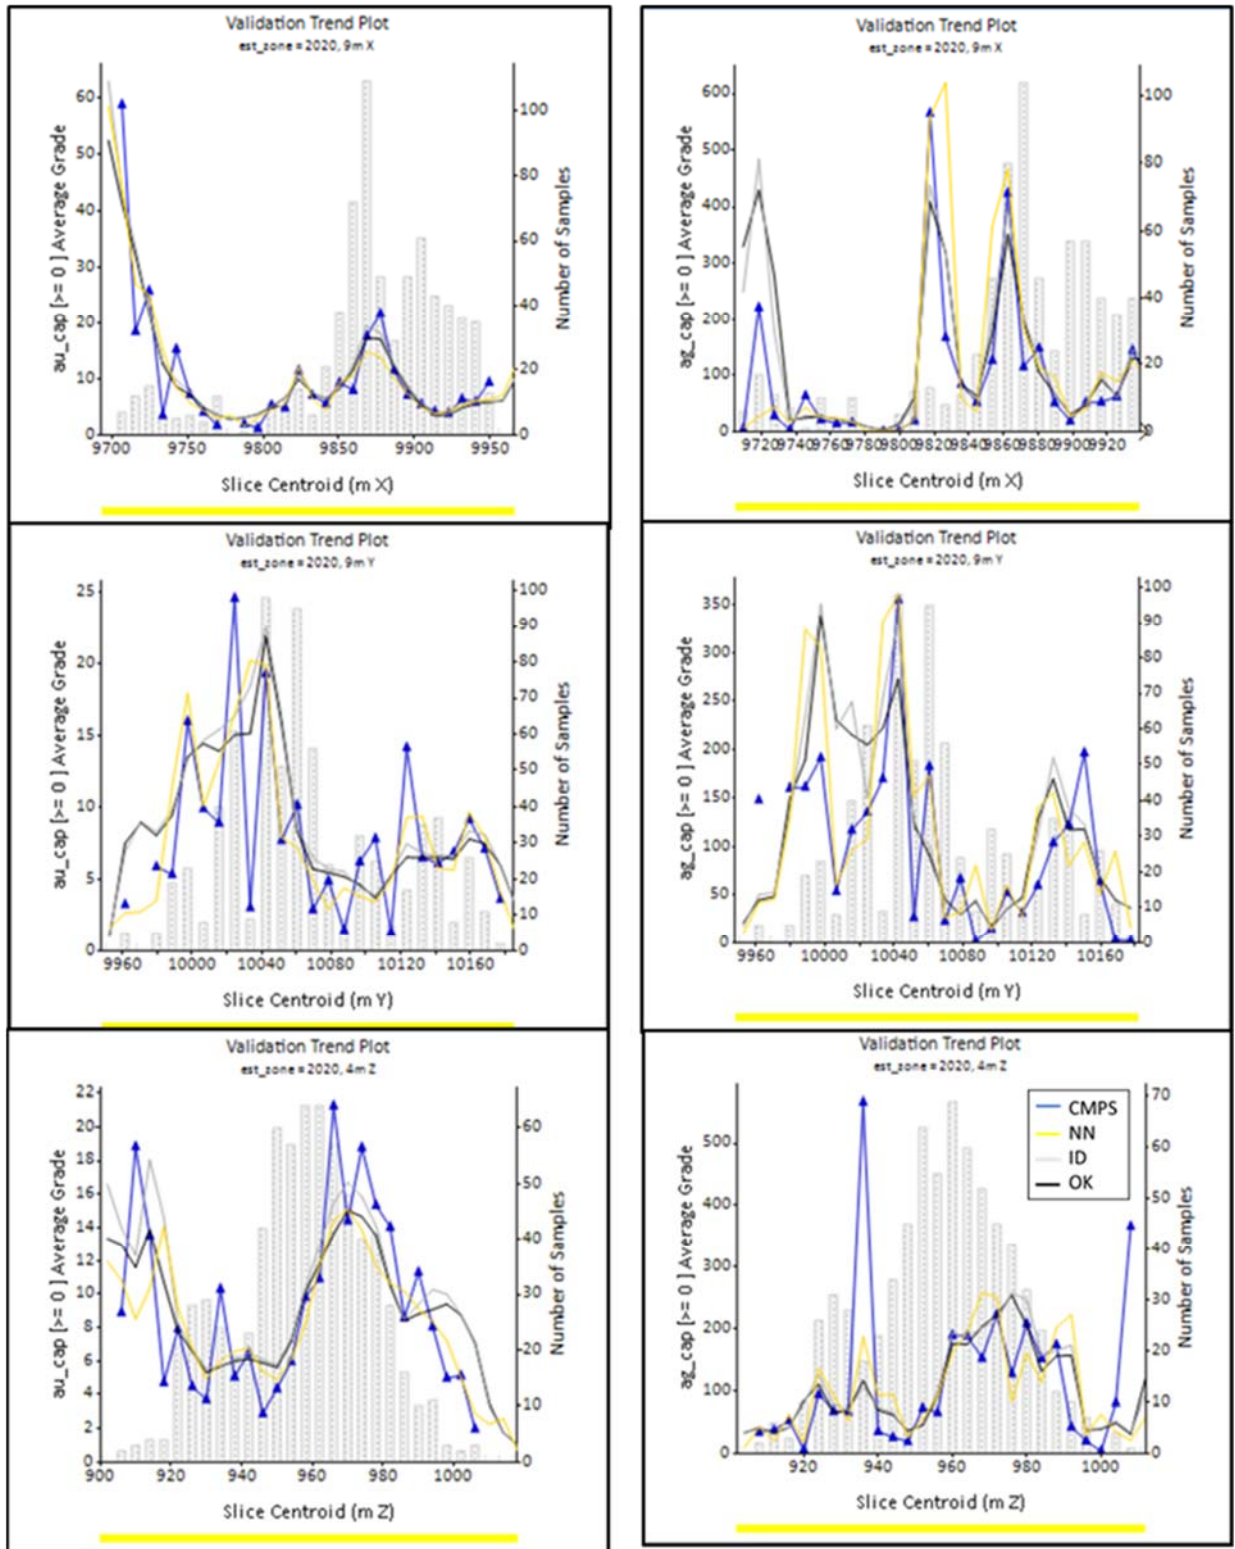 Validation Trend Plot
est_zone = 2020, 9m X
60
50
40
30
20
10
0
au_cap [>= 0 ] Average Grade
100
80
60
40
20
0
Number of Samples
9700 9750 9800 9850 9900 9950
Slice Centroid (m X)
Validation Trend Plot
est_zone = 2020, 9m X
600
500
400
300
200
100
0
ag_cap [>= 0 ] Average Grade
100
80
60
40
20
0
Number of Samples
9720 9740 9760 9780 9800 9820 9840 9860 9880 9900 9920
Slice Centroid (m X)
Validation Trend Plot
est_zone = 2020, 9m Y
25
20
15
10
5
0
au_cap [>= 0 ] Average Grade
100
90
80
70
60
50
40
30
20
10
0
Number of Samples
9960 10000 10040 10080 10120 10160
Slice Centroid (m Y)
Validation Trend Plot
est_zone = 2020, 9m Y
350
300
250
200
150
100
50
0
ag_cap [>= 0 ] Average Grade
100
90
80
70
60
50
40
30
20
10
0
Number of Samples
9960 10000 10040 10080 10120 10160
Slice Centroid (m Y)
Validation Trend Plot
est_zone = 2020, 4m Z
22
20
18
16
14
12
10
8
6
4
2
0
au_cap [>= 0 ] Average Grade
60
50
40
30
20
10
0
Number of Samples
900 920 940 960 980 1000
Slice Centroid (m Z)
Validation Trend Plot
est_zone = 2020, 4m Z
500
400
300
200
100
0
ag_cap [>= 0 ] Average Grade
CMPS
NN
ID
OK
70
60
50
40
30
20
10
0
Number of Samples
920 940 960 980 1000
Slice Centroid (m Z)